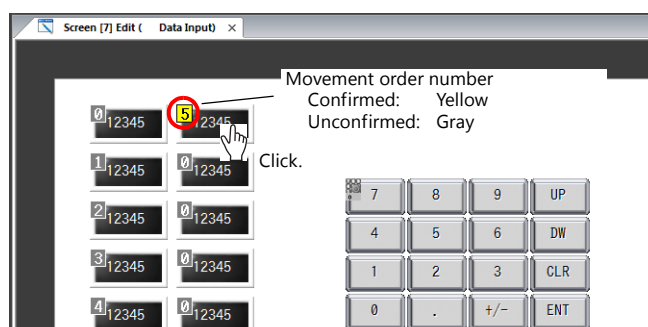 Screen [7] Edit ( Data Input) ×
Movement order number
Confirmed: Yellow
Unconfirmed: Gray
0 12345 5 12345
Click.
1 12345 0 12345
7 8 9 UP
2 12345 0 12345
4 5 6 DW
3 12345 0 12345
1 2 3 CLR
4 12345 0 12345
0 . +/- ENT